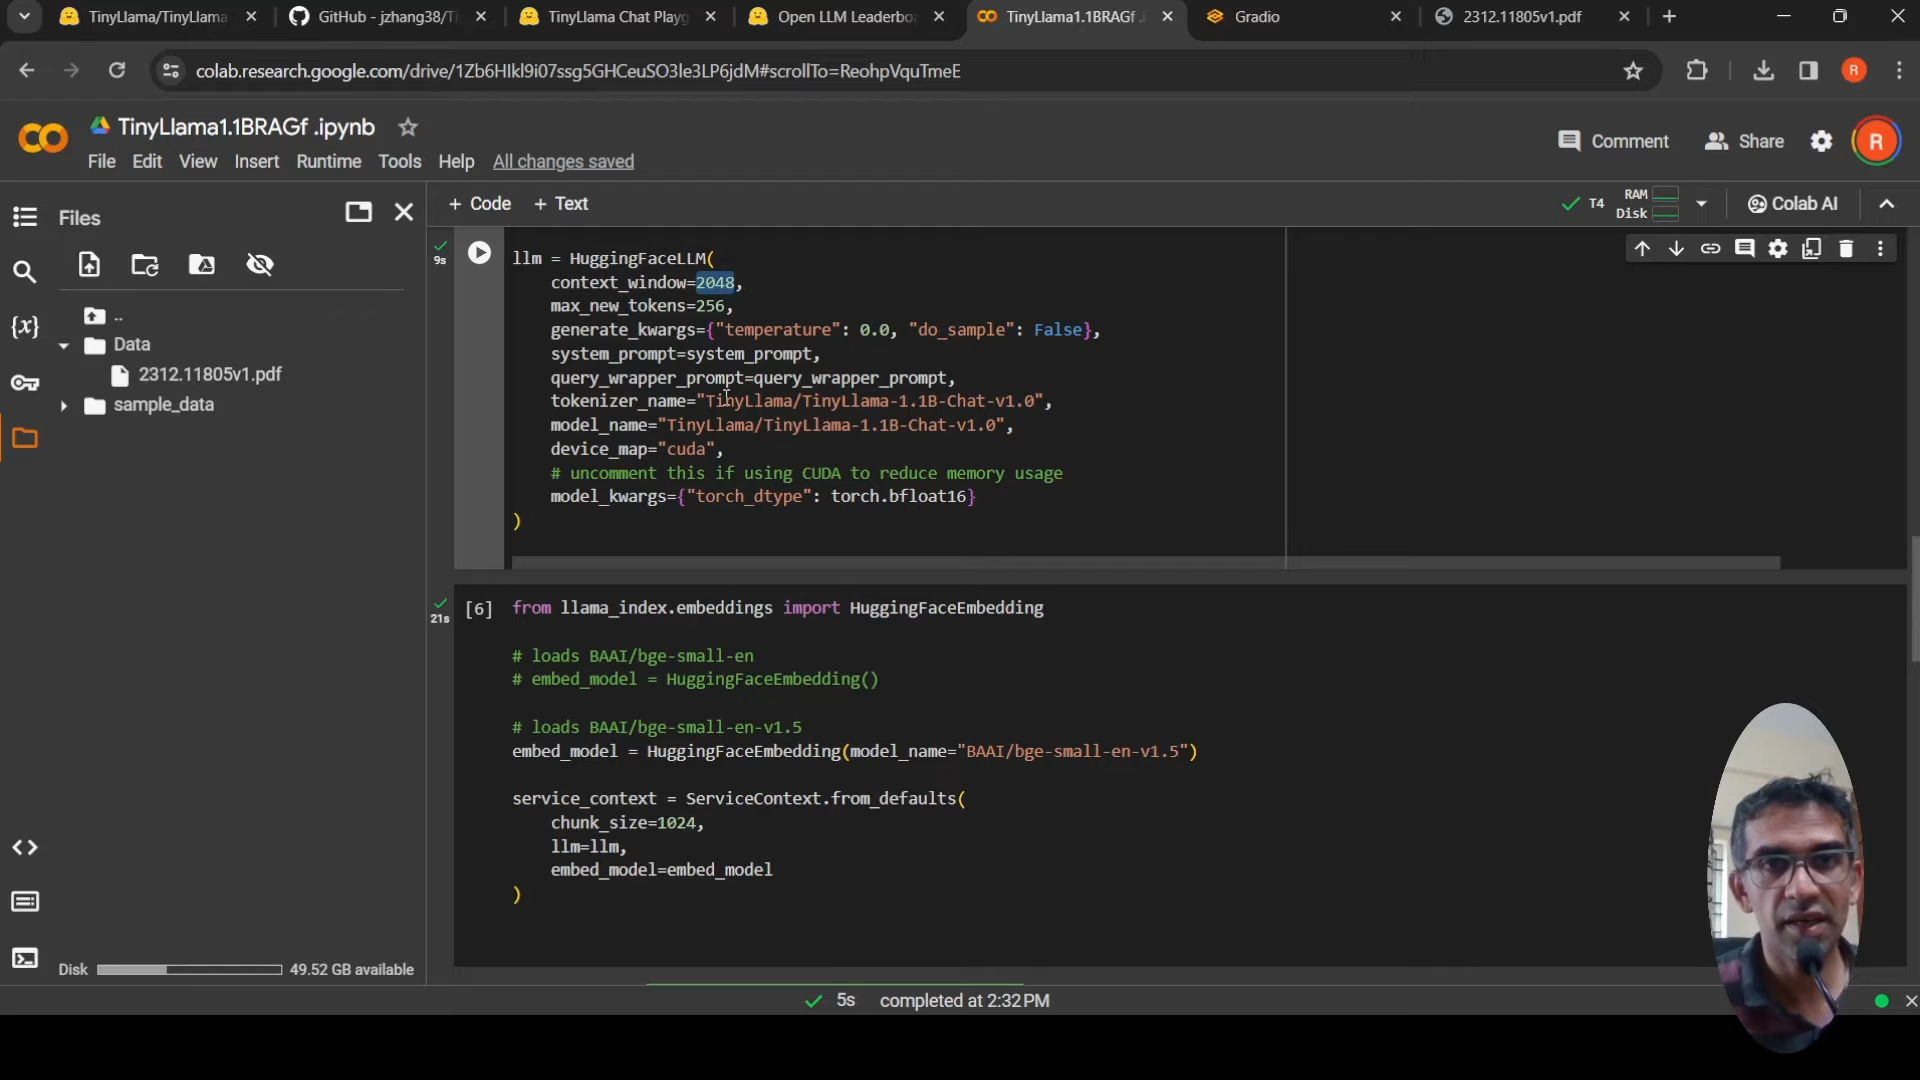 TinyLlama/TinyLlama
GitHub - jzhang38/Ti
TinyLlama Chat Playg
Open LLM Leaderboa
TinyLlama1.1BRAGf .i
Gradio
2312.11805v1.pdf
colab.research.google.com/drive/1Zb6HIkl9i07ssg5GHCeuSO3le3LP6jdM#scrollTo=ReohpVquTmeE
R
TinyLlama1.1BRAGf .ipynb
Comment
Share
R
File Edit View Insert Runtime Tools Help All changes saved
Files
+ Code + Text
T4
RAM
Disk
Colab AI
{x}
..
Data
2312.11805v1.pdf
sample_data
9s
llm = HuggingFaceLLM(
context_window=2048,
max_new_tokens=256,
generate_kwargs={"temperature": 0.0, "do_sample": False},
system_prompt=system_prompt,
query_wrapper_prompt=query_wrapper_prompt,
tokenizer_name="TinyLlama/TinyLlama-1.1B-Chat-v1.0",
model_name="TinyLlama/TinyLlama-1.1B-Chat-v1.0",
device_map="cuda",
# uncomment this if using CUDA to reduce memory usage
model_kwargs={"torch_dtype": torch.bfloat16}
)
21s
[6] from llama_index.embeddings import HuggingFaceEmbedding
# loads BAAI/bge-small-en
# embed_model = HuggingFaceEmbedding()
# loads BAAI/bge-small-en-v1.5
embed_model = HuggingFaceEmbedding(model_name="BAAI/bge-small-en-v1.5")
service_context = ServiceContext.from_defaults(
chunk_size=1024,
llm=llm,
embed_model=embed_model
)
Disk 49.52 GB available
5s completed at 2:32 PM